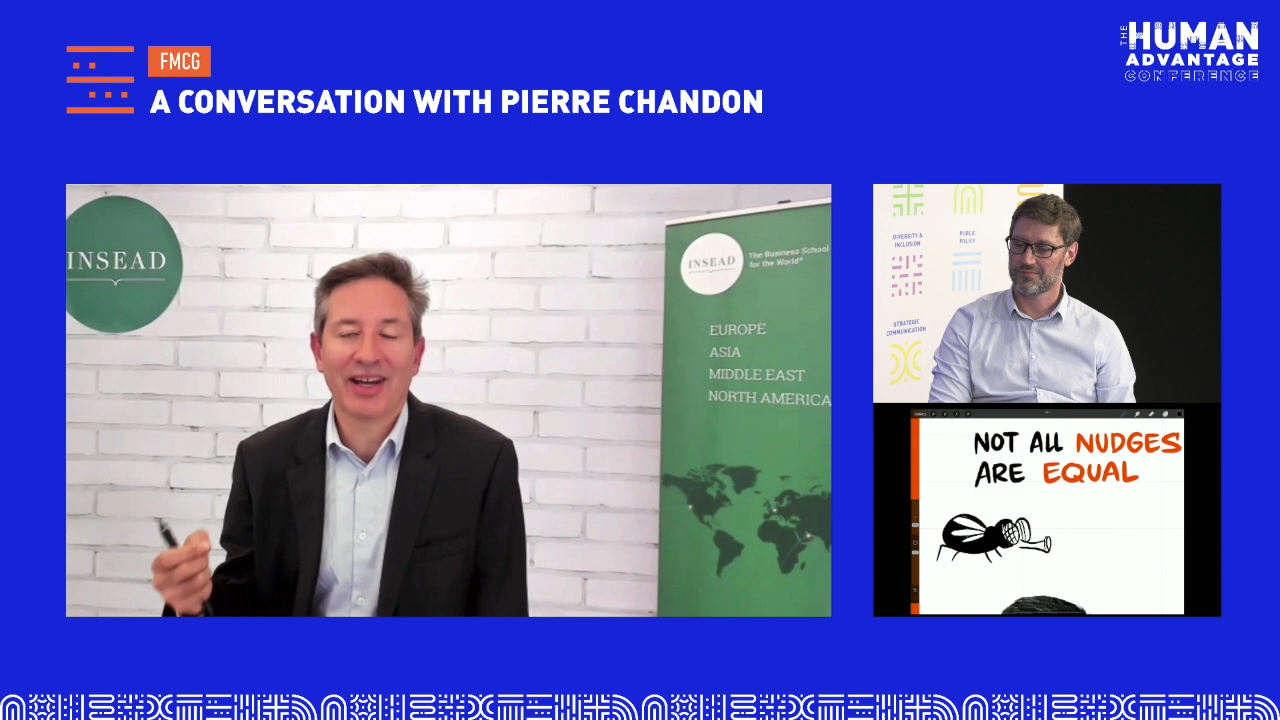 FMCG
A CONVERSATION WITH PIERRE CHANDON
THE
HUMAN
ADVANTAGE
CONFERENCE
INSEAD
INSEAD
The Business School
for the World®
EUROPE
ASIA
MIDDLE EAST
NORTH AMERICA
DIVERSITY &
INCLUSION
PUBLIC
POLICY
STRATEGIC
COMMUNICATION
Gallery
NOT ALL NUDGES
ARE EQUAL